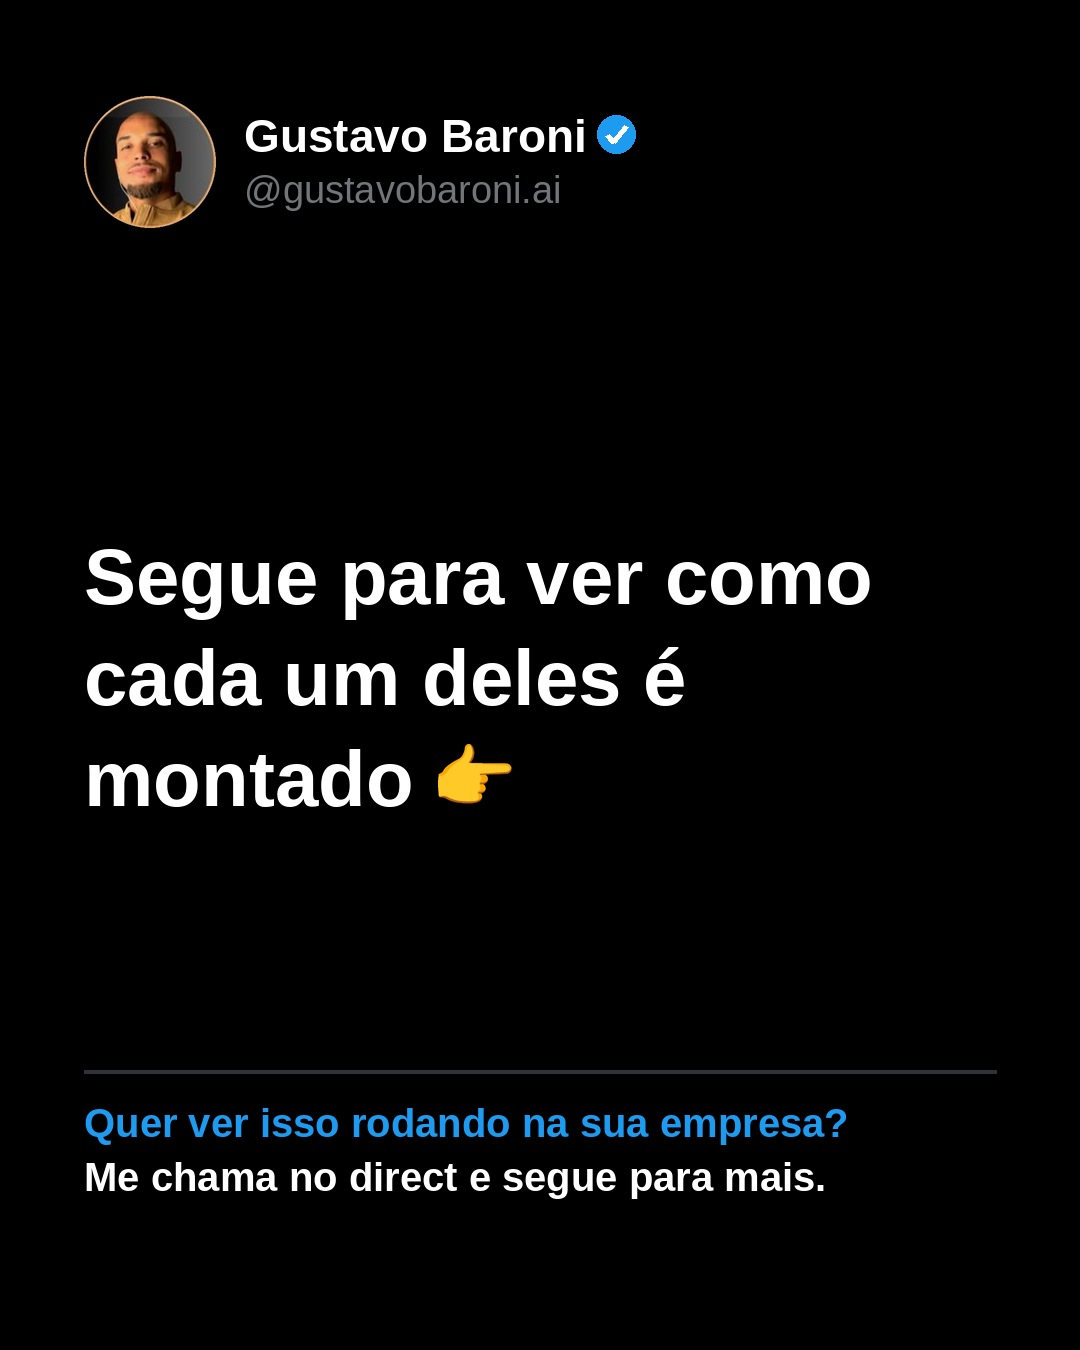 Gustavo Baroni
@gustavobaroni.ai
Segue para ver como
cada um deles é
montado 👉
Quer ver isso rodando na sua empresa?
Me chama no direct e segue para mais.